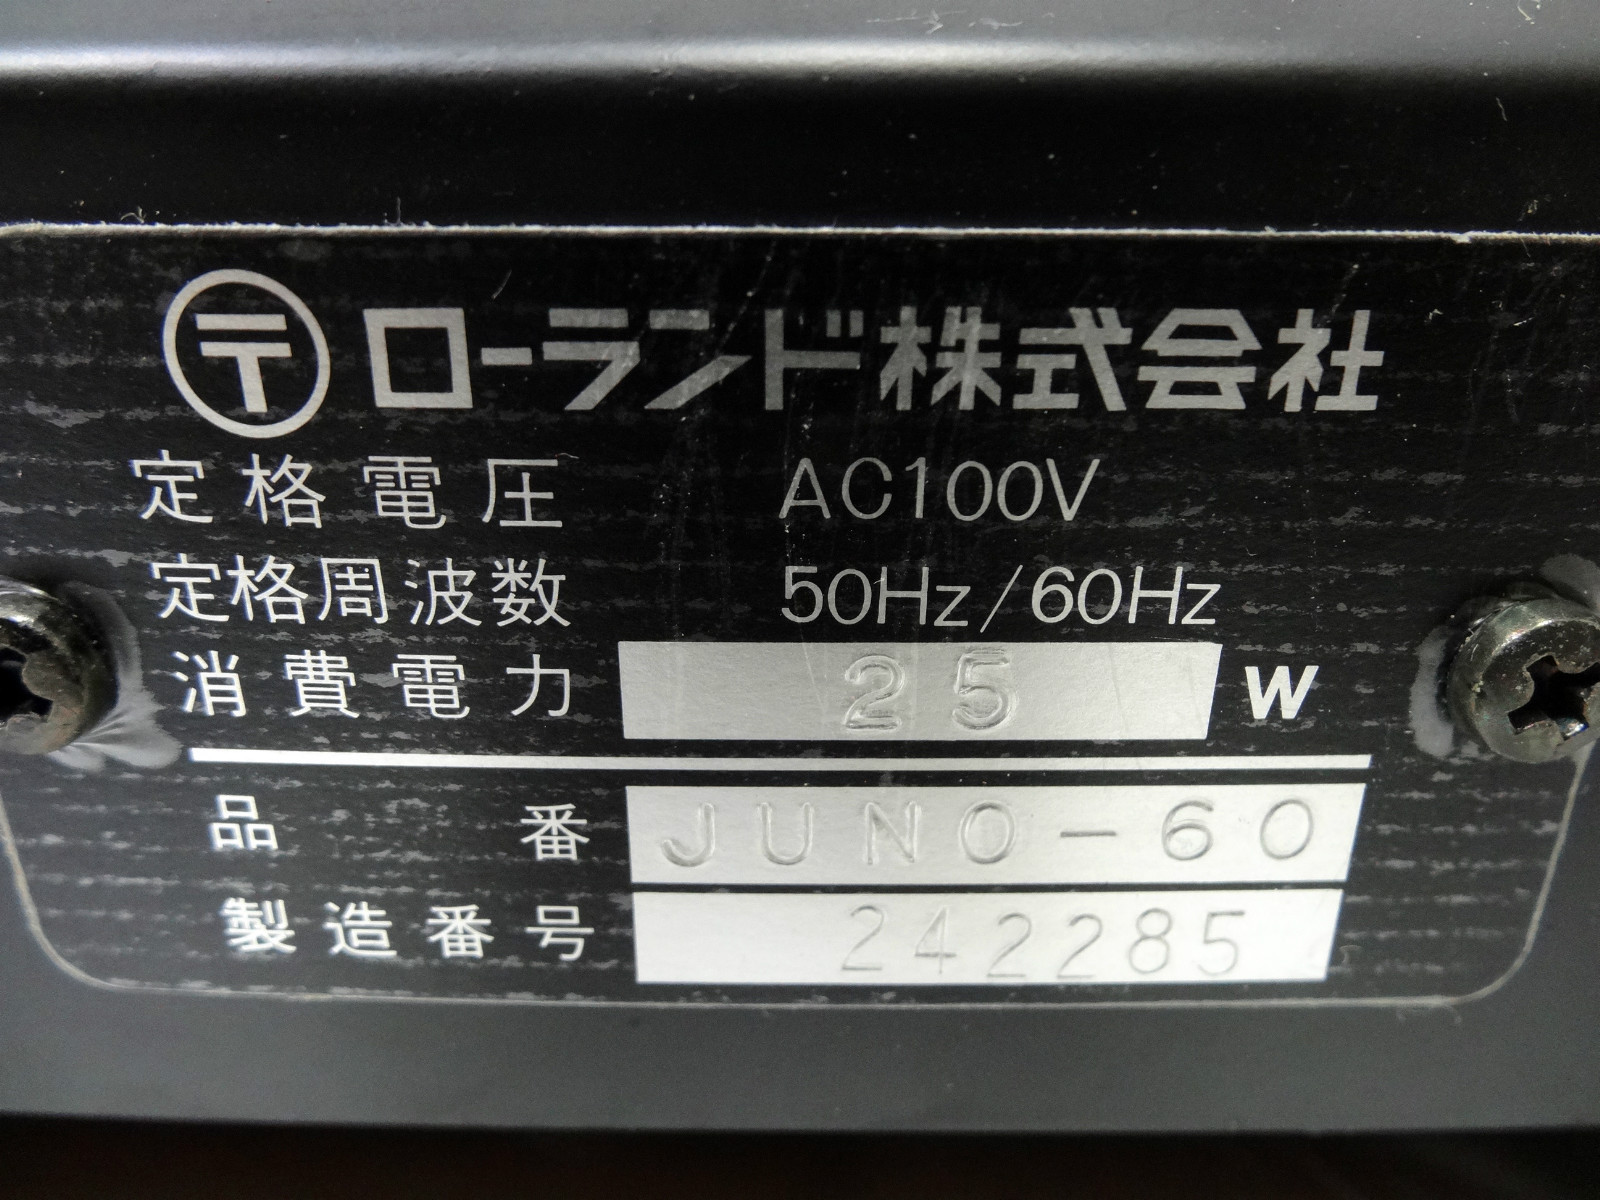 〒 ローランド株式会社
定格電圧 AC100V
定格周波数 50Hz/60Hz
消費電力 25 W
品番 JUNO-60
製造番号 242285